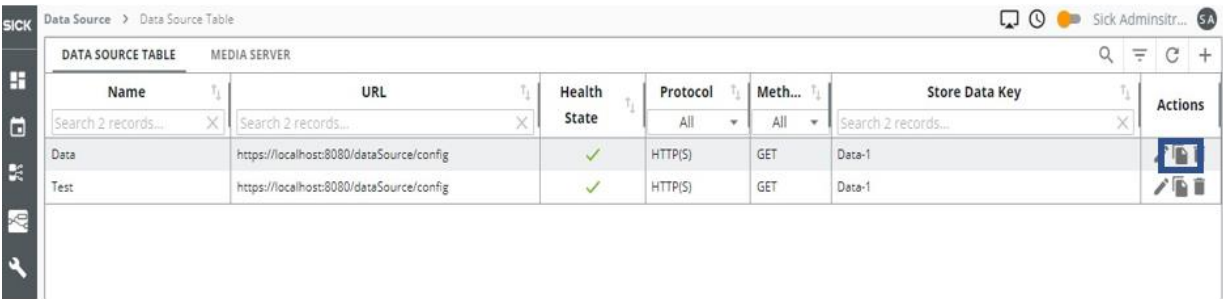 SICK
Data Source > Data Source Table
Sick Adminsitr...
SA
DATA SOURCE TABLE MEDIA SERVER
Name URL Health State Protocol Meth... Store Data Key Actions
Search 2 records... Search 2 records... All All Search 2 records...
Data https://localhost:8080/dataSource/config HTTP(S) GET Data-1
Test https://localhost:8080/dataSource/config HTTP(S) GET Data-1